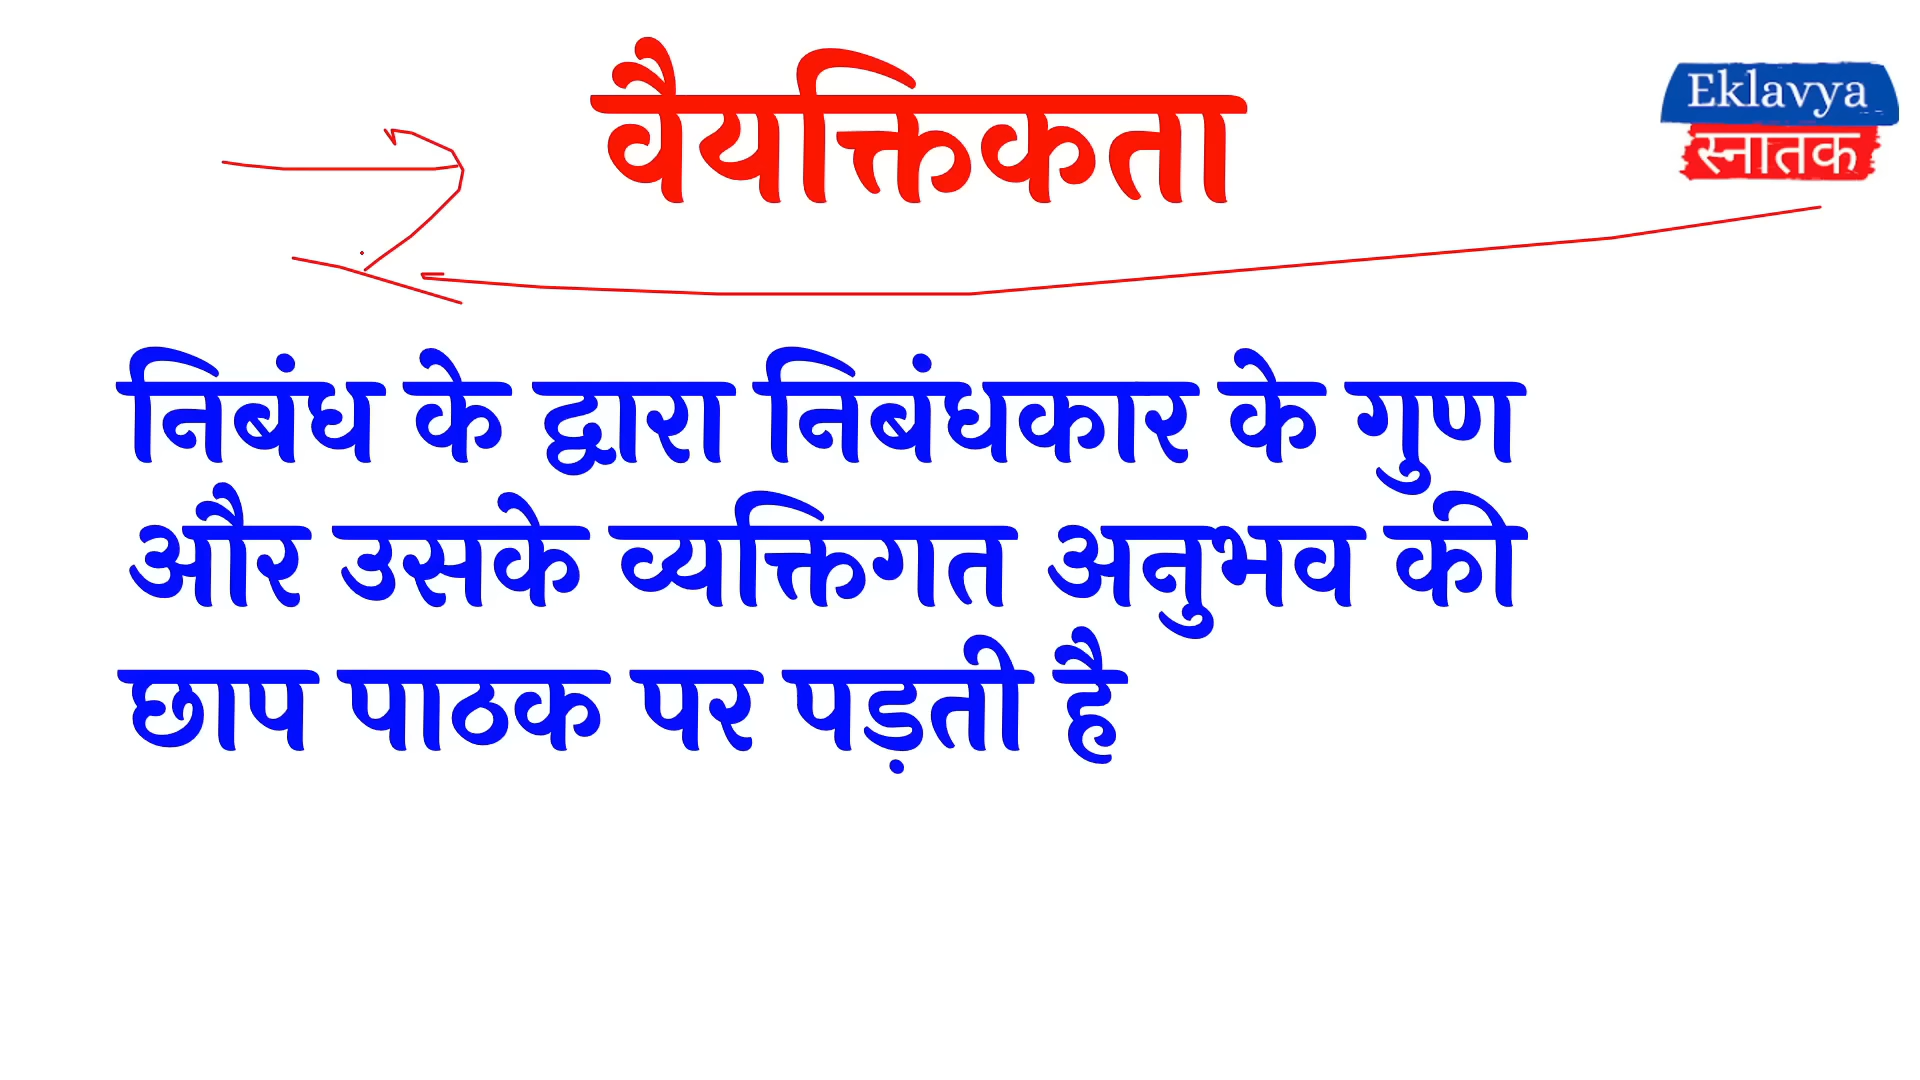 वैयक्तिकता
Eklavya
स्नातक
निबंध के द्वारा निबंधकार के गुण
और उसके व्यक्तिगत अनुभव की
छाप पाठक पर पड़ती है